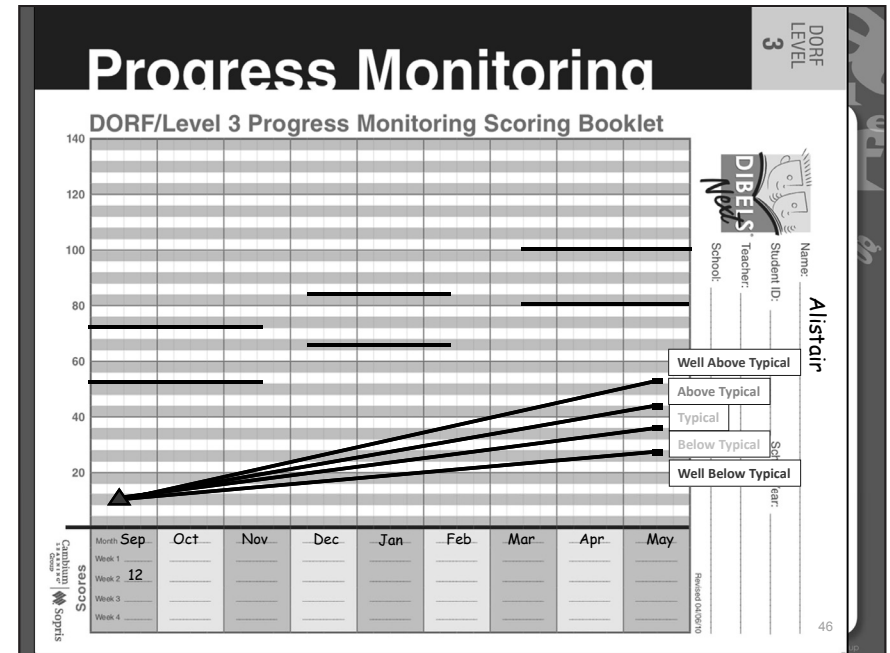 Progress Monitoring
DORF
LEVEL
3
DORF/Level 3 Progress Monitoring Scoring Booklet
140
120
100
80
60
40
20
DIBELS
Next
Name: Alistair
Student ID:
Teacher:
School:
Well Above Typical
Above Typical
Typical
Below Typical
Well Below Typical
Month Sep Oct Nov Dec Jan Feb Mar Apr May
Week 1
Week 2 12
Week 3
Week 4
Scores
Cambium
LEARNING
Group
Sopris
Revised 04/06/10
46